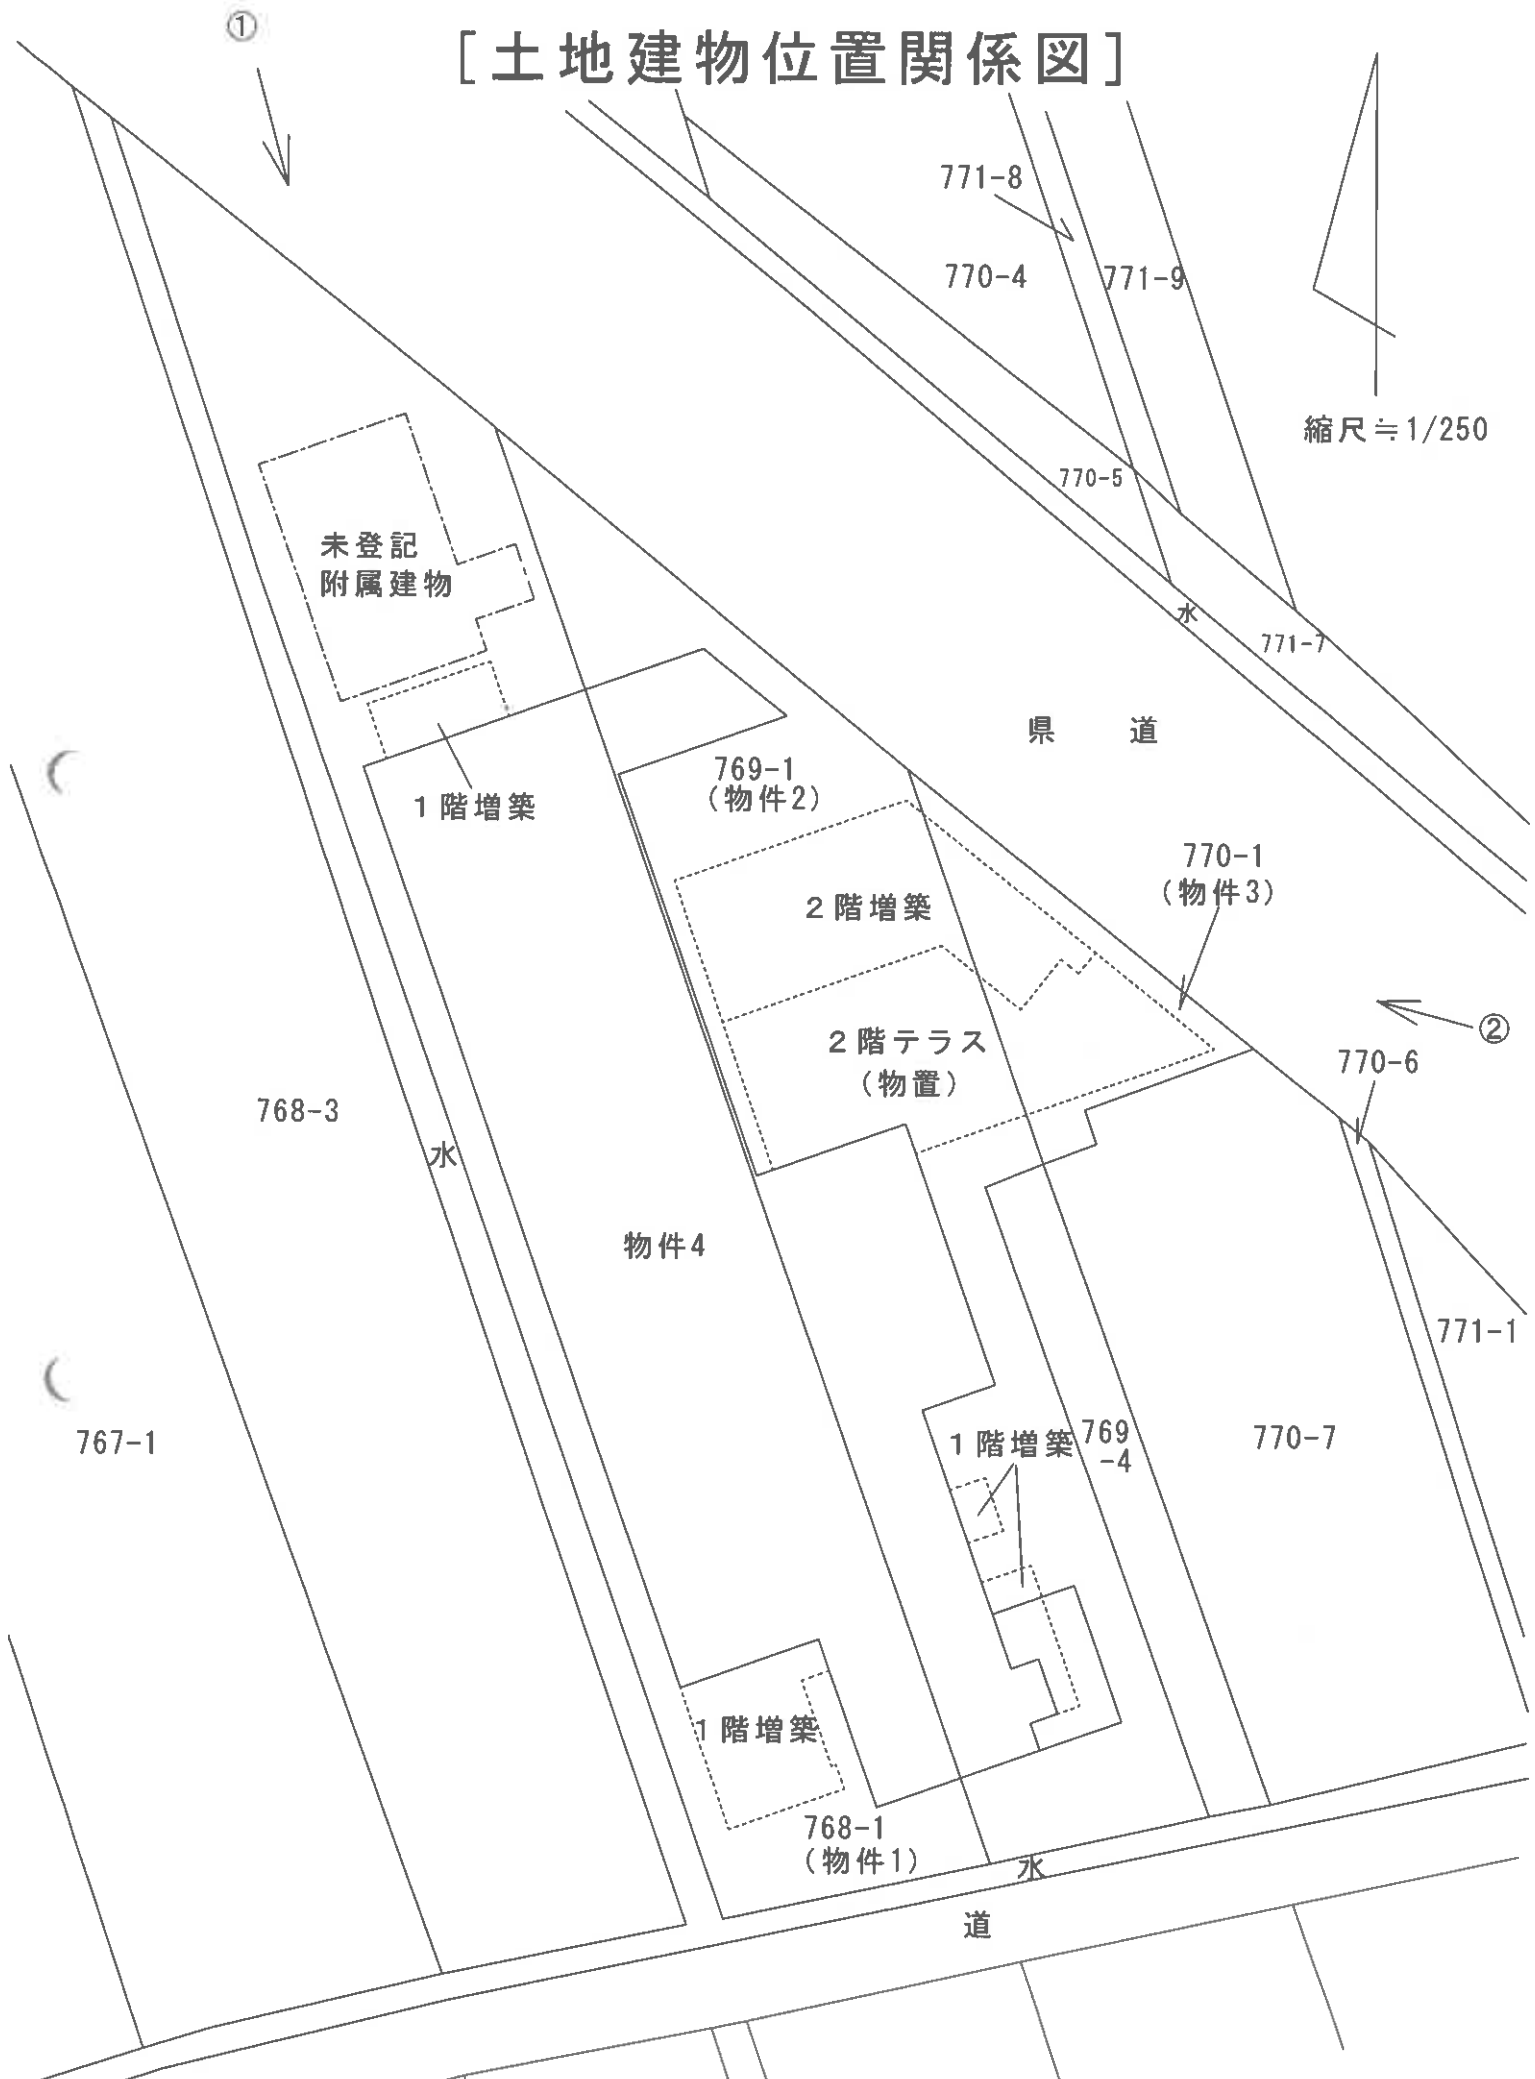 ①
[土地建物位置関係図]
771-8
770-4
771-9
縮尺≒1/250
770-5
未登記
附属建物
水
771-7
県 道
769-1
(物件2)
1階増築
770-1
(物件3)
2階増築
②
2階テラス
(物置)
770-6
768-3
水
物件4
771-1
767-1
1階増築
769
-4
770-7
1階増築
768-1
(物件1)
水
道